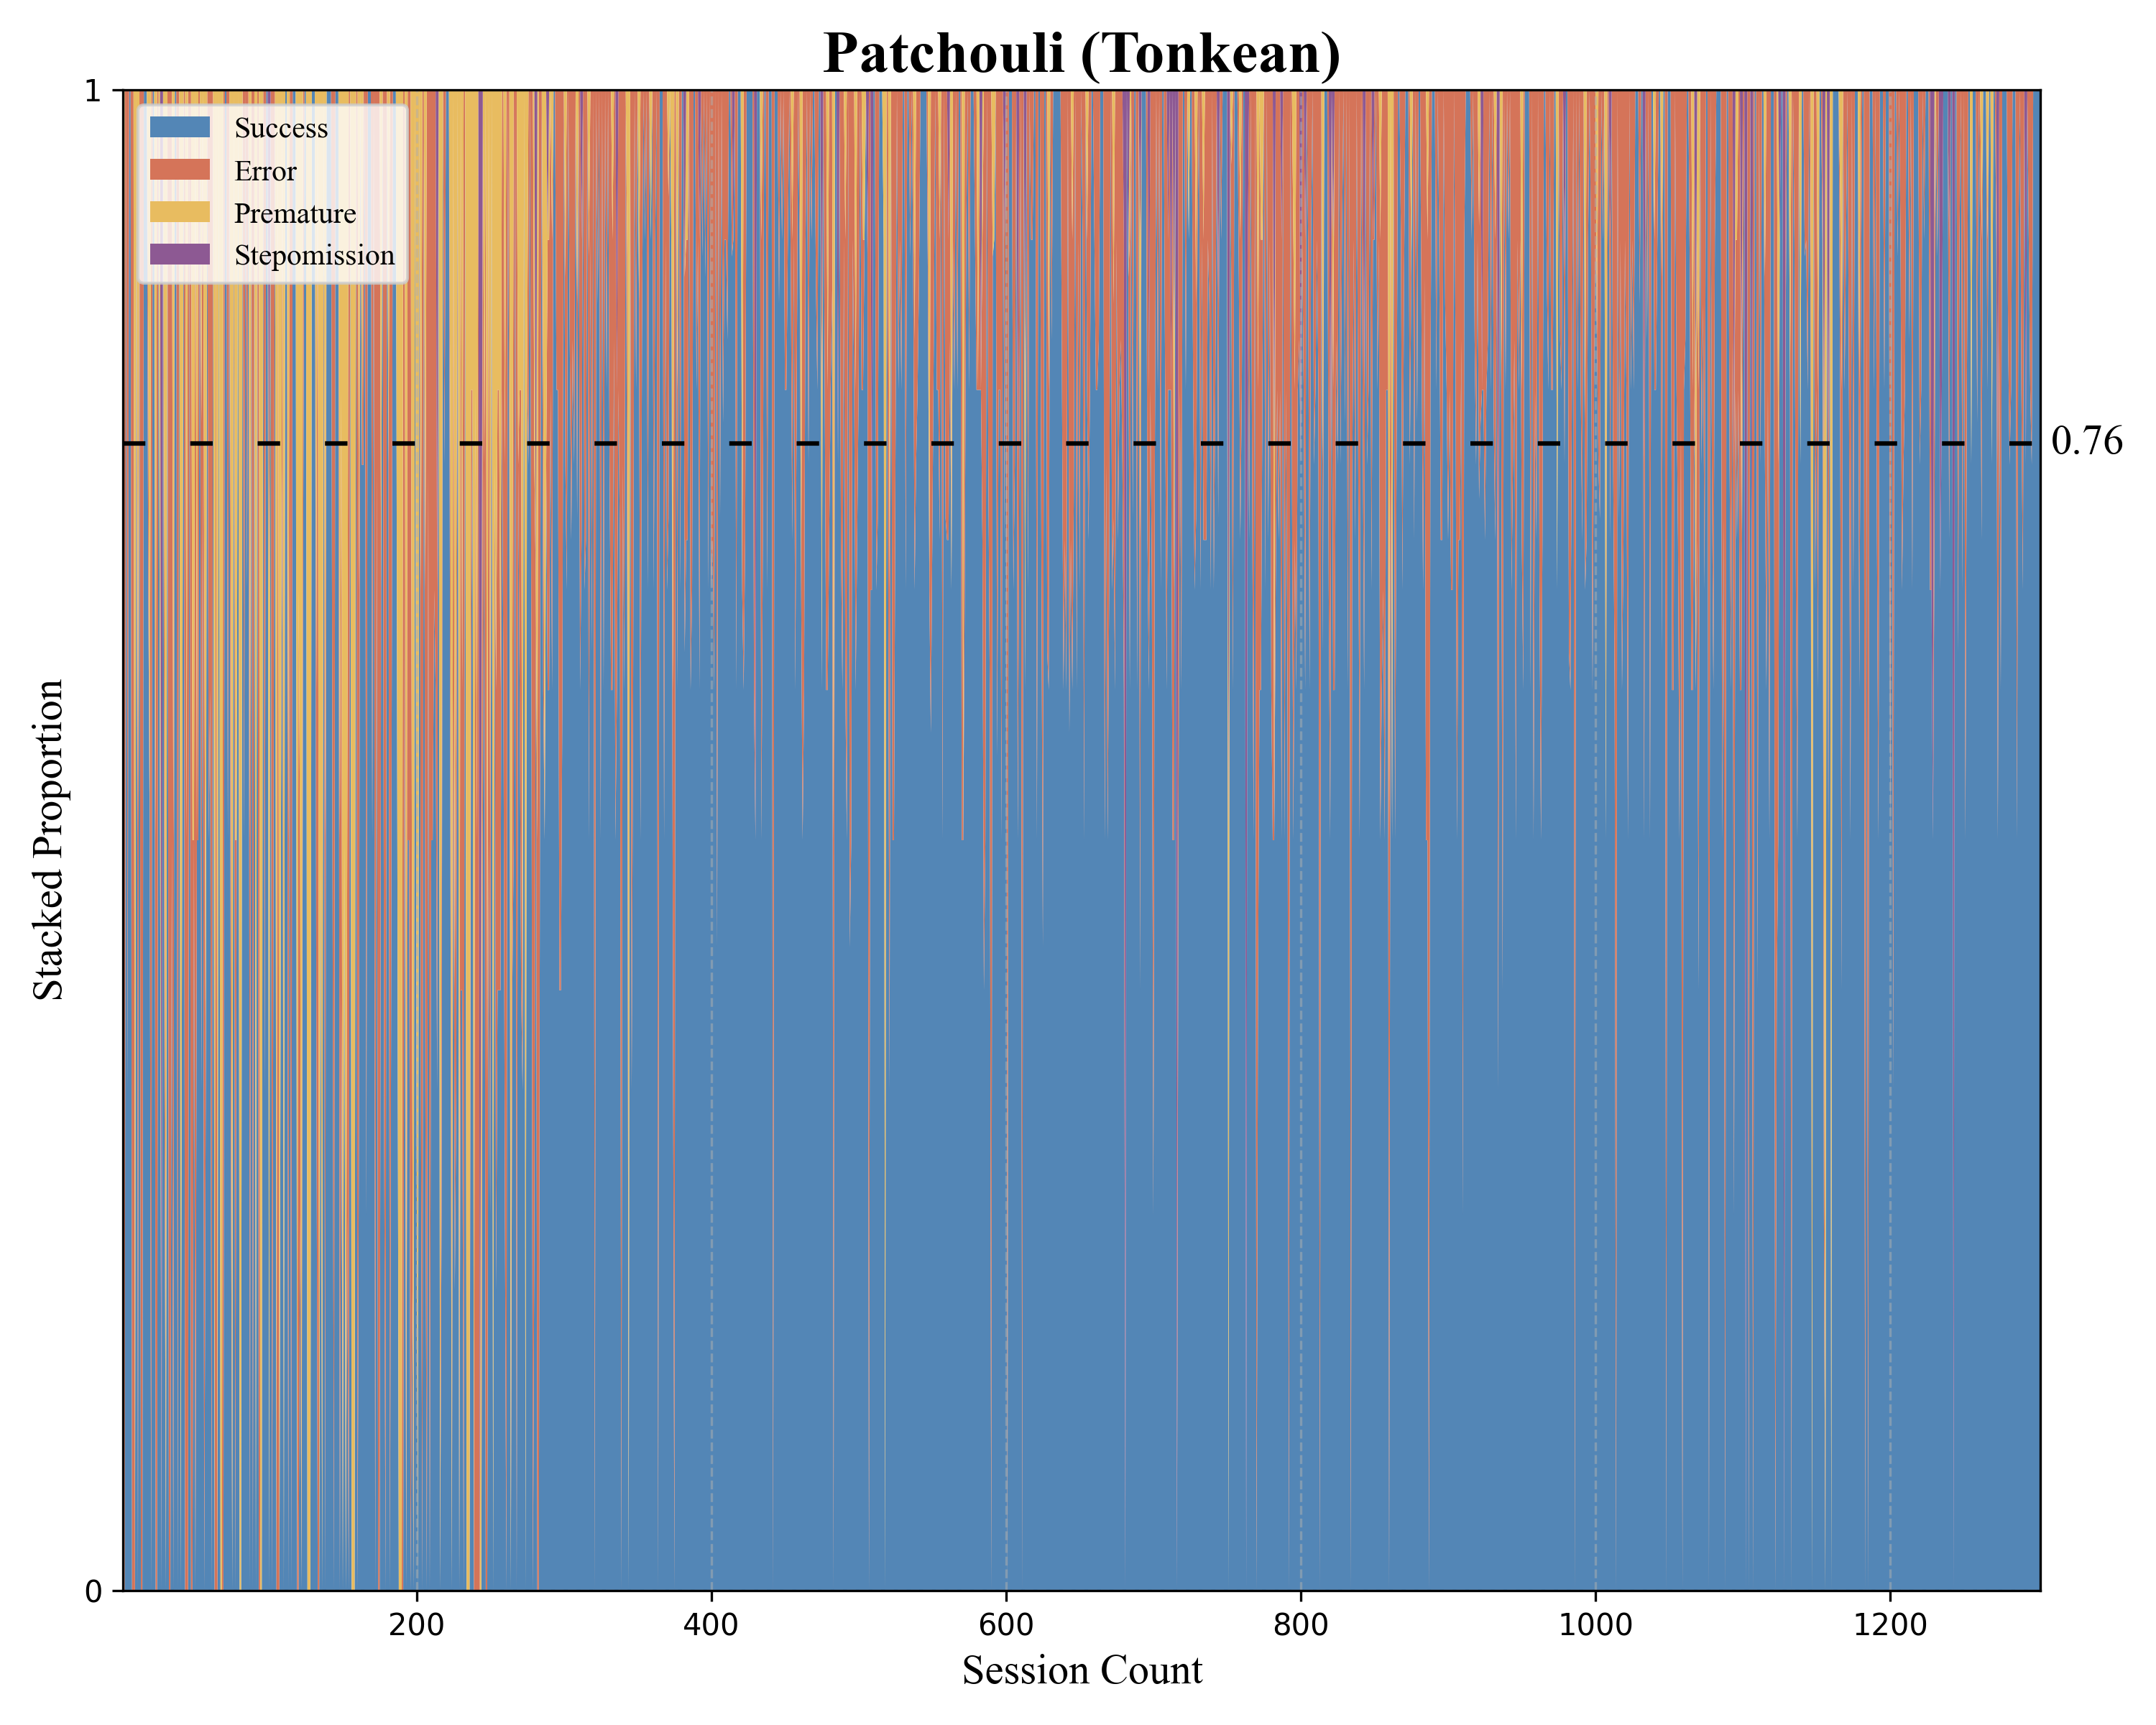 Patchouli (Tonkean)
1
Success
Error
Premature
Stepomission
0.76
Stacked Proportion
0
200 400 600 800 1000 1200
Session Count